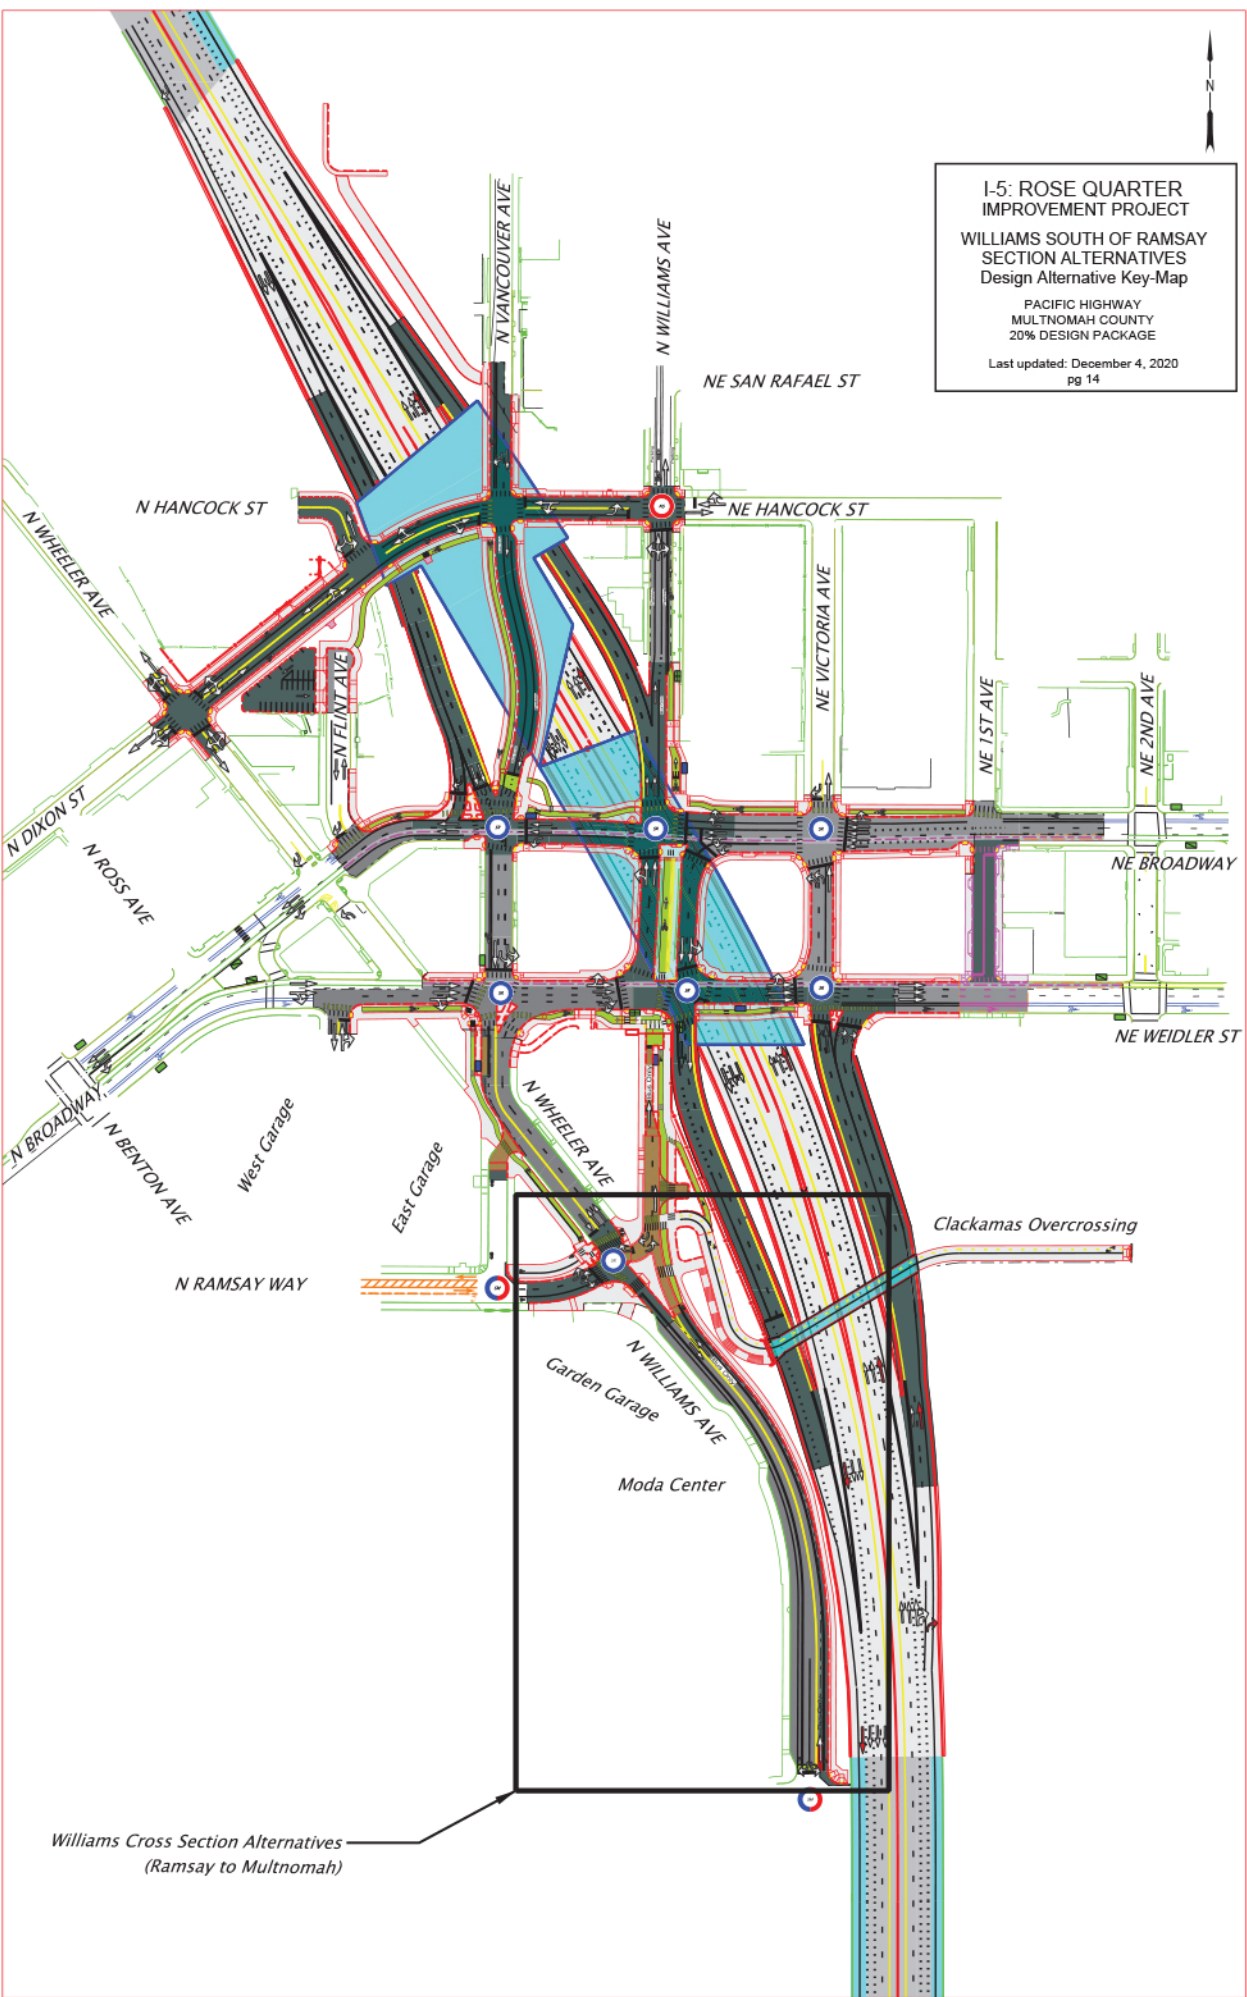 N
I-5: ROSE QUARTER
IMPROVEMENT PROJECT
WILLIAMS SOUTH OF RAMSAY
SECTION ALTERNATIVES
Design Alternative Key-Map
PACIFIC HIGHWAY
MULTNOMAH COUNTY
20% DESIGN PACKAGE
Last updated: December 4, 2020
pg 14
N VANCOUVER AVE
N WILLIAMS AVE
NE SAN RAFAEL ST
N HANCOCK ST
NE HANCOCK ST
N WHEELER AVE
NE VICTORIA AVE
N FLINT AVE
NE 1ST AVE
NE 2ND AVE
N DIXON ST
N ROSS AVE
NE BROADWAY
NE WEIDLER ST
N BROADWAY
N BENTON AVE
West Garage
East Garage
N WHEELER AVE
Bus Only
Clackamas Overcrossing
N RAMSAY WAY
Garden Garage
N WILLIAMS AVE
Moda Center
Williams Cross Section Alternatives
(Ramsay to Multnomah)